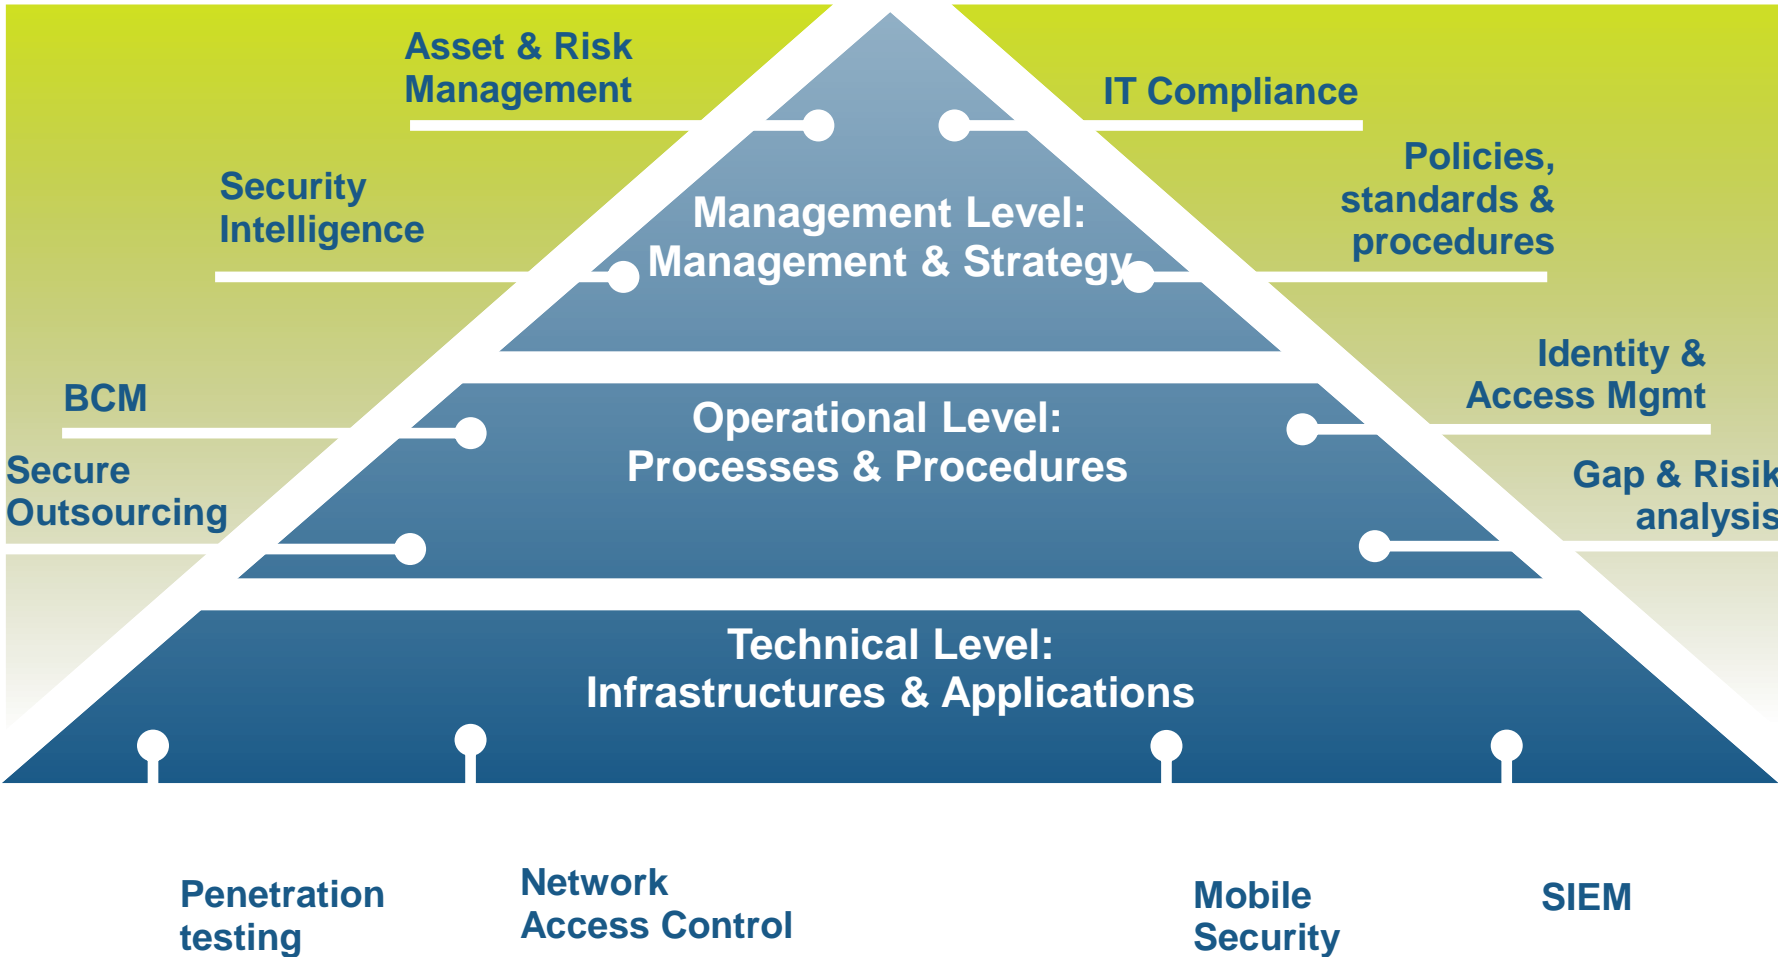 Asset & Risk
Management
IT Compliance
Policies,
standards &
procedures
Security
Intelligence
Management Level:
Management & Strategy
Identity &
Access Mgmt
BCM
Operational Level:
Processes & Procedures
Secure
Outsourcing
Gap & Risik
analysis
Technical Level:
Infrastructures & Applications
Penetration
testing
Network
Access Control
Mobile
Security
SIEM